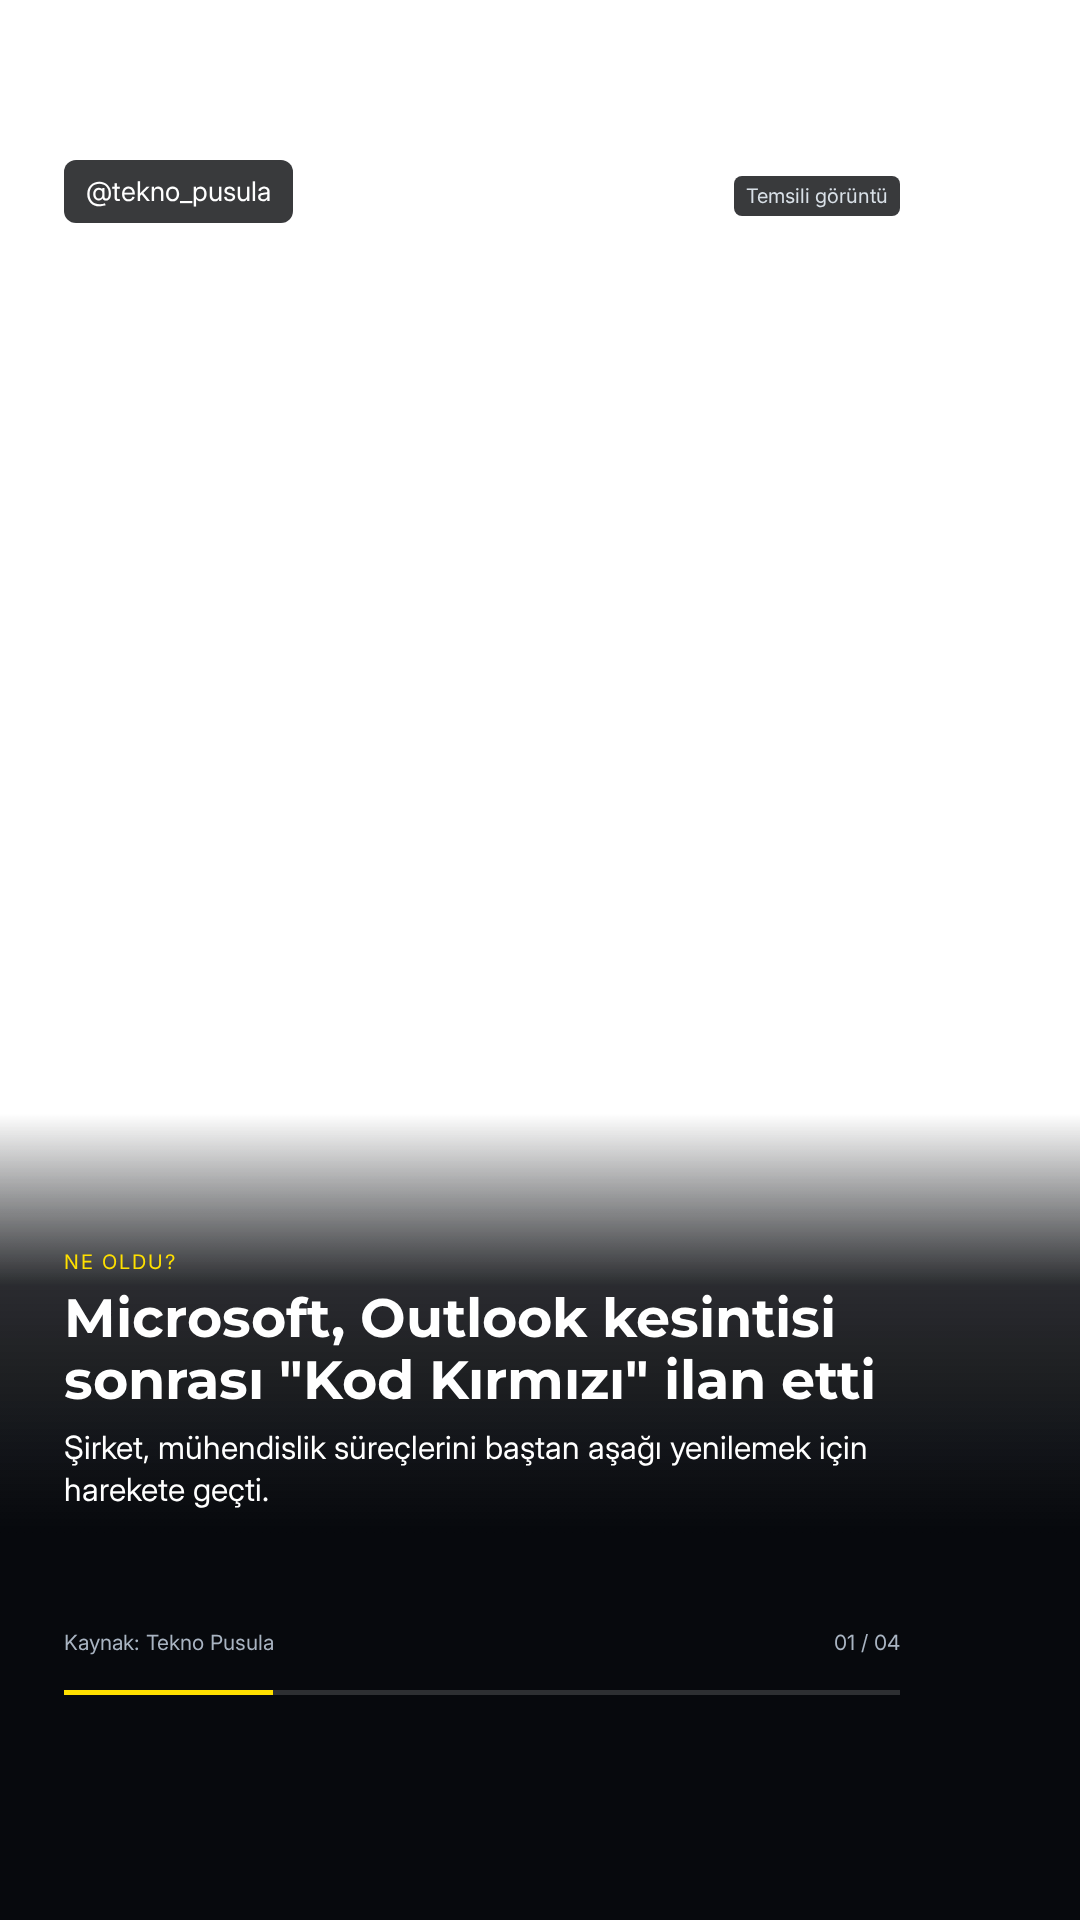 @tekno_pusula
Temsili görüntü
NE OLDU?
Microsoft, Outlook kesintisi
sonrası "Kod Kırmızı" ilan etti
Şirket, mühendislik süreçlerini baştan aşağı yenilemek için
harekete geçti.
Kaynak: Tekno Pusula
01 / 04